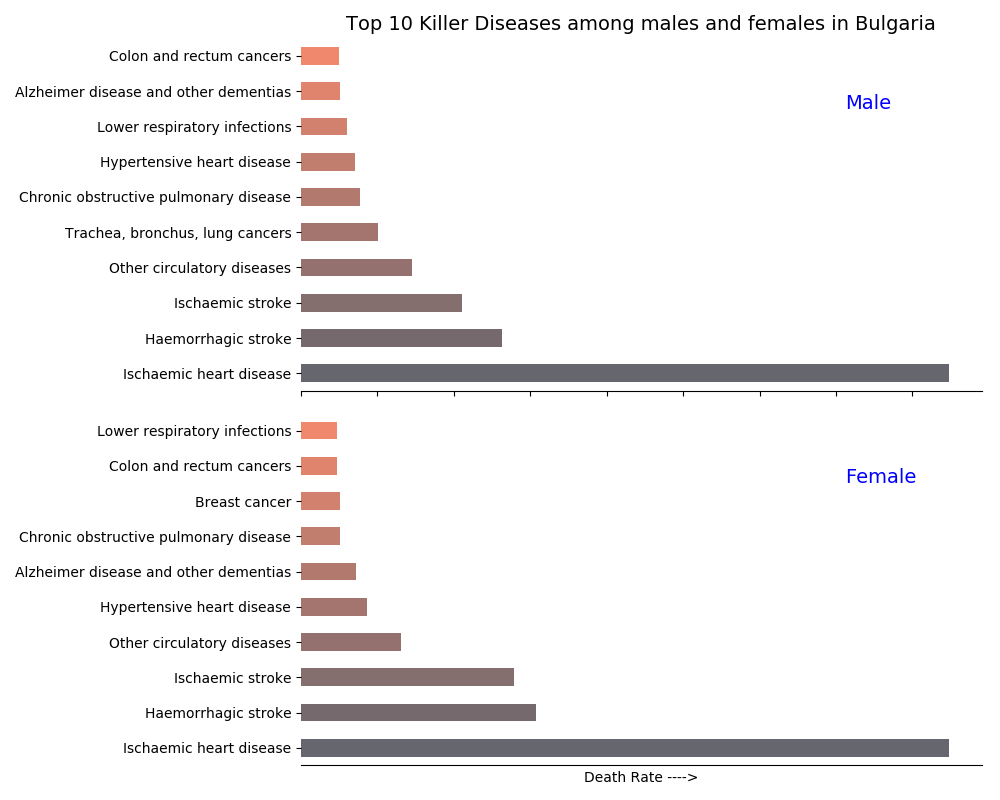 Top 10 Killer Diseases among males and females in Bulgaria
Colon and rectum cancers
Alzheimer disease and other dementias
Male
Lower respiratory infections
Hypertensive heart disease
Chronic obstructive pulmonary disease
Trachea, bronchus, lung cancers
Other circulatory diseases
Ischaemic stroke
Haemorrhagic stroke
Ischaemic heart disease
Lower respiratory infections
Colon and rectum cancers
Female
Breast cancer
Chronic obstructive pulmonary disease
Alzheimer disease and other dementias
Hypertensive heart disease
Other circulatory diseases
Ischaemic stroke
Haemorrhagic stroke
Ischaemic heart disease
Death Rate ---->